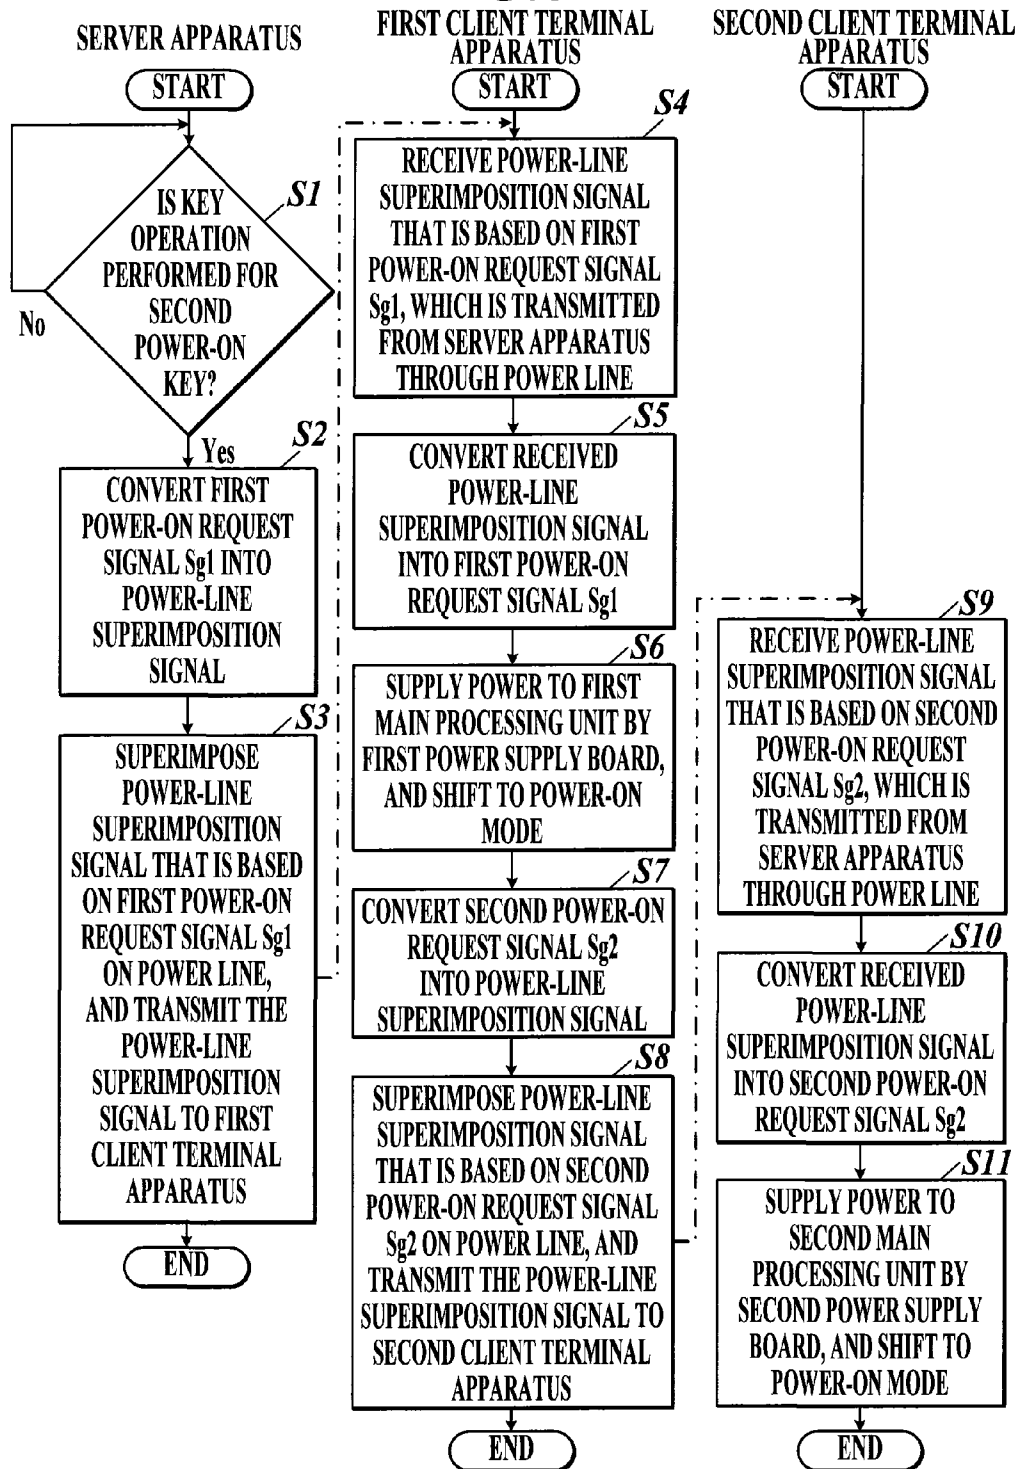 SERVER APPARATUS
START
IS KEY
OPERATION
PERFORMED FOR
SECOND
POWER-ON
KEY?
S1
No
Yes
S2
CONVERT FIRST
POWER-ON REQUEST
SIGNAL Sg1 INTO
POWER-LINE
SUPERIMPOSITION
SIGNAL
S3
SUPERIMPOSE
POWER-LINE
SUPERIMPOSITION
SIGNAL THAT IS BASED
ON FIRST POWER-ON
REQUEST SIGNAL Sg1
ON POWER LINE,
AND TRANSMIT THE
POWER-LINE
SUPERIMPOSITION
SIGNAL TO FIRST
CLIENT TERMINAL
APPARATUS
END
FIRST CLIENT TERMINAL
APPARATUS
START
S4
RECEIVE POWER-LINE
SUPERIMPOSITION SIGNAL
THAT IS BASED ON FIRST
POWER-ON REQUEST SIGNAL
Sg1, WHICH IS TRANSMITTED
FROM SERVER APPARATUS
THROUGH POWER LINE
S5
CONVERT RECEIVED
POWER-LINE
SUPERIMPOSITION SIGNAL
INTO FIRST POWER-ON
REQUEST SIGNAL Sg1
S6
SUPPLY POWER TO FIRST
MAIN PROCESSING UNIT BY
FIRST POWER SUPPLY BOARD,
AND SHIFT TO POWER-ON
MODE
S7
CONVERT SECOND POWER-ON
REQUEST SIGNAL Sg2
INTO POWER-LINE
SUPERIMPOSITION SIGNAL
S8
SUPERIMPOSE POWER-LINE
SUPERIMPOSITION SIGNAL
THAT IS BASED ON SECOND
POWER-ON REQUEST SIGNAL
Sg2 ON POWER LINE, AND
TRANSMIT THE POWER-LINE
SUPERIMPOSITION SIGNAL TO
SECOND CLIENT TERMINAL
APPARATUS
END
SECOND CLIENT TERMINAL
APPARATUS
START
S9
RECEIVE POWER-LINE
SUPERIMPOSITION SIGNAL
THAT IS BASED ON SECOND
POWER-ON REQUEST
SIGNAL Sg2, WHICH IS
TRANSMITTED FROM
SERVER APPARATUS
THROUGH POWER LINE
S10
CONVERT RECEIVED
POWER-LINE
SUPERIMPOSITION SIGNAL
INTO SECOND POWER-ON
REQUEST SIGNAL Sg2
S11
SUPPLY POWER TO
SECOND MAIN
PROCESSING UNIT BY
SECOND POWER SUPPLY
BOARD, AND SHIFT TO
POWER-ON MODE
END